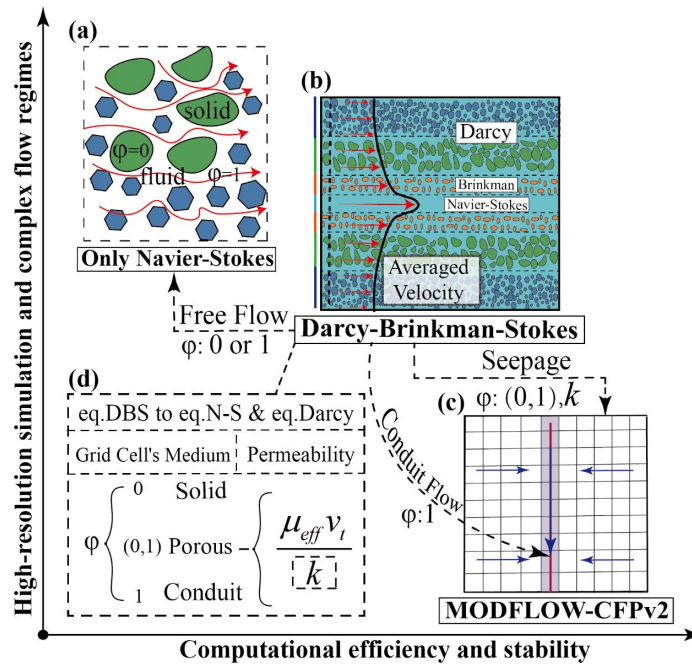 High-resolution simulation and complex flow regimes
(a)
solid
φ=0
fluid
φ=1
Only Navier-Stokes
(b)
Darcy
Brinkman
Navier-Stokes
Averaged
Velocity
Darcy-Brinkman-Stokes
Free Flow
φ: 0 or 1
Seepage
φ: (0,1),k
Conduit Flow
φ:1
(c)
MODFLOW-CFPv2
(d)
eq.DBS to eq.N-S & eq.Darcy
Grid Cell's Medium
Permeability
φ
0 Solid
(0,1) Porous
1 Conduit
μ_eff v_t
k
Computational efficiency and stability